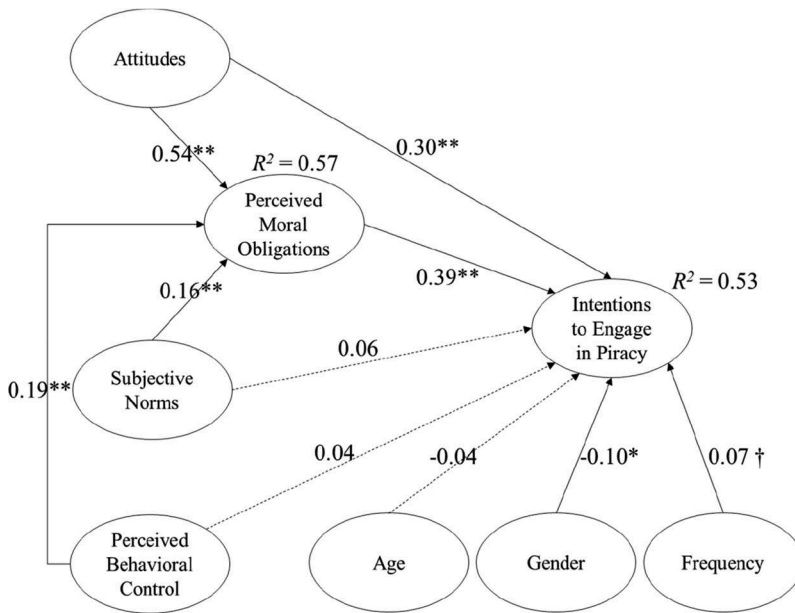 Attitudes
0.54**
0.30**
R² = 0.57
Perceived
Moral
Obligations
0.39**
0.16**
R² = 0.53
Intentions
to Engage
in Piracy
0.06
Subjective
Norms
0.19**
0.04
-0.04
-0.10*
0.07 †
Perceived
Behavioral
Control
Age
Gender
Frequency